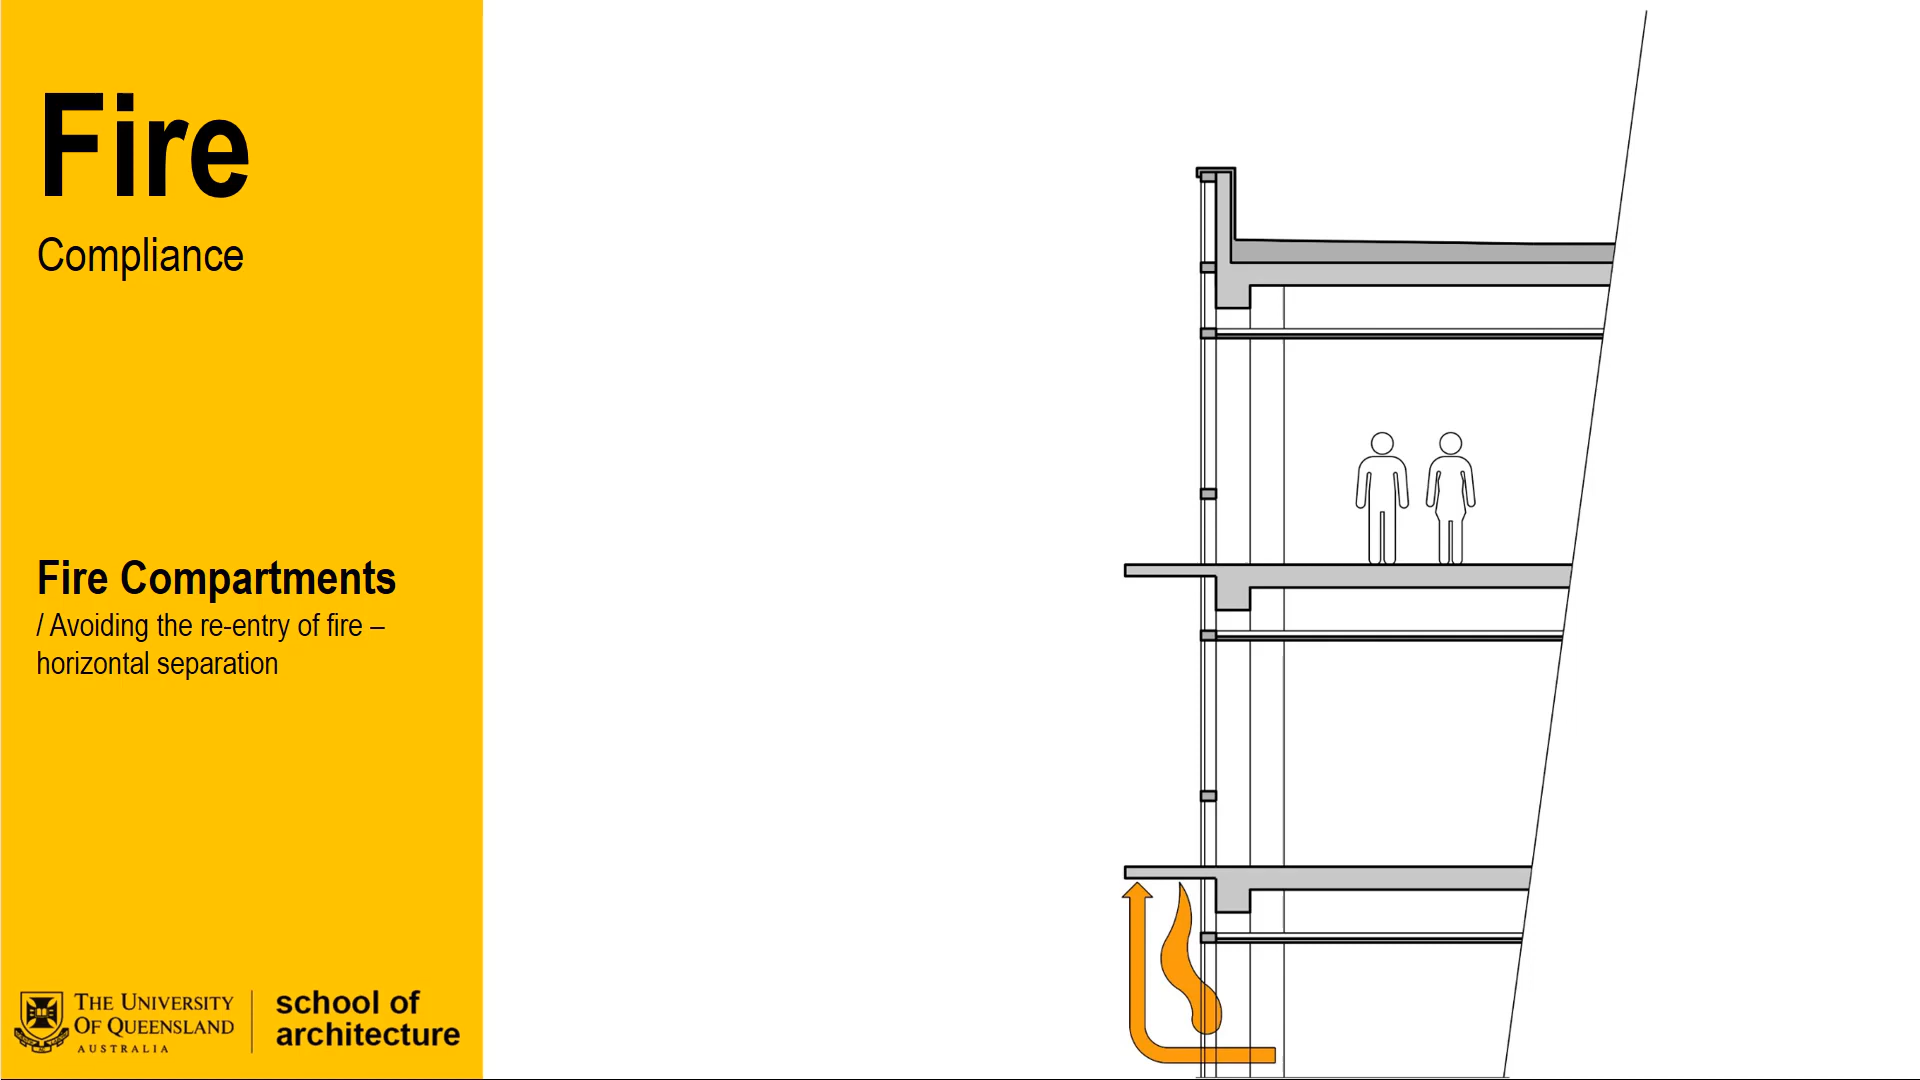 Fire
Compliance
Fire Compartments
/ Avoiding the re-entry of fire –
horizontal separation
THE UNIVERSITY
OF QUEENSLAND
AUSTRALIA
school of
architecture